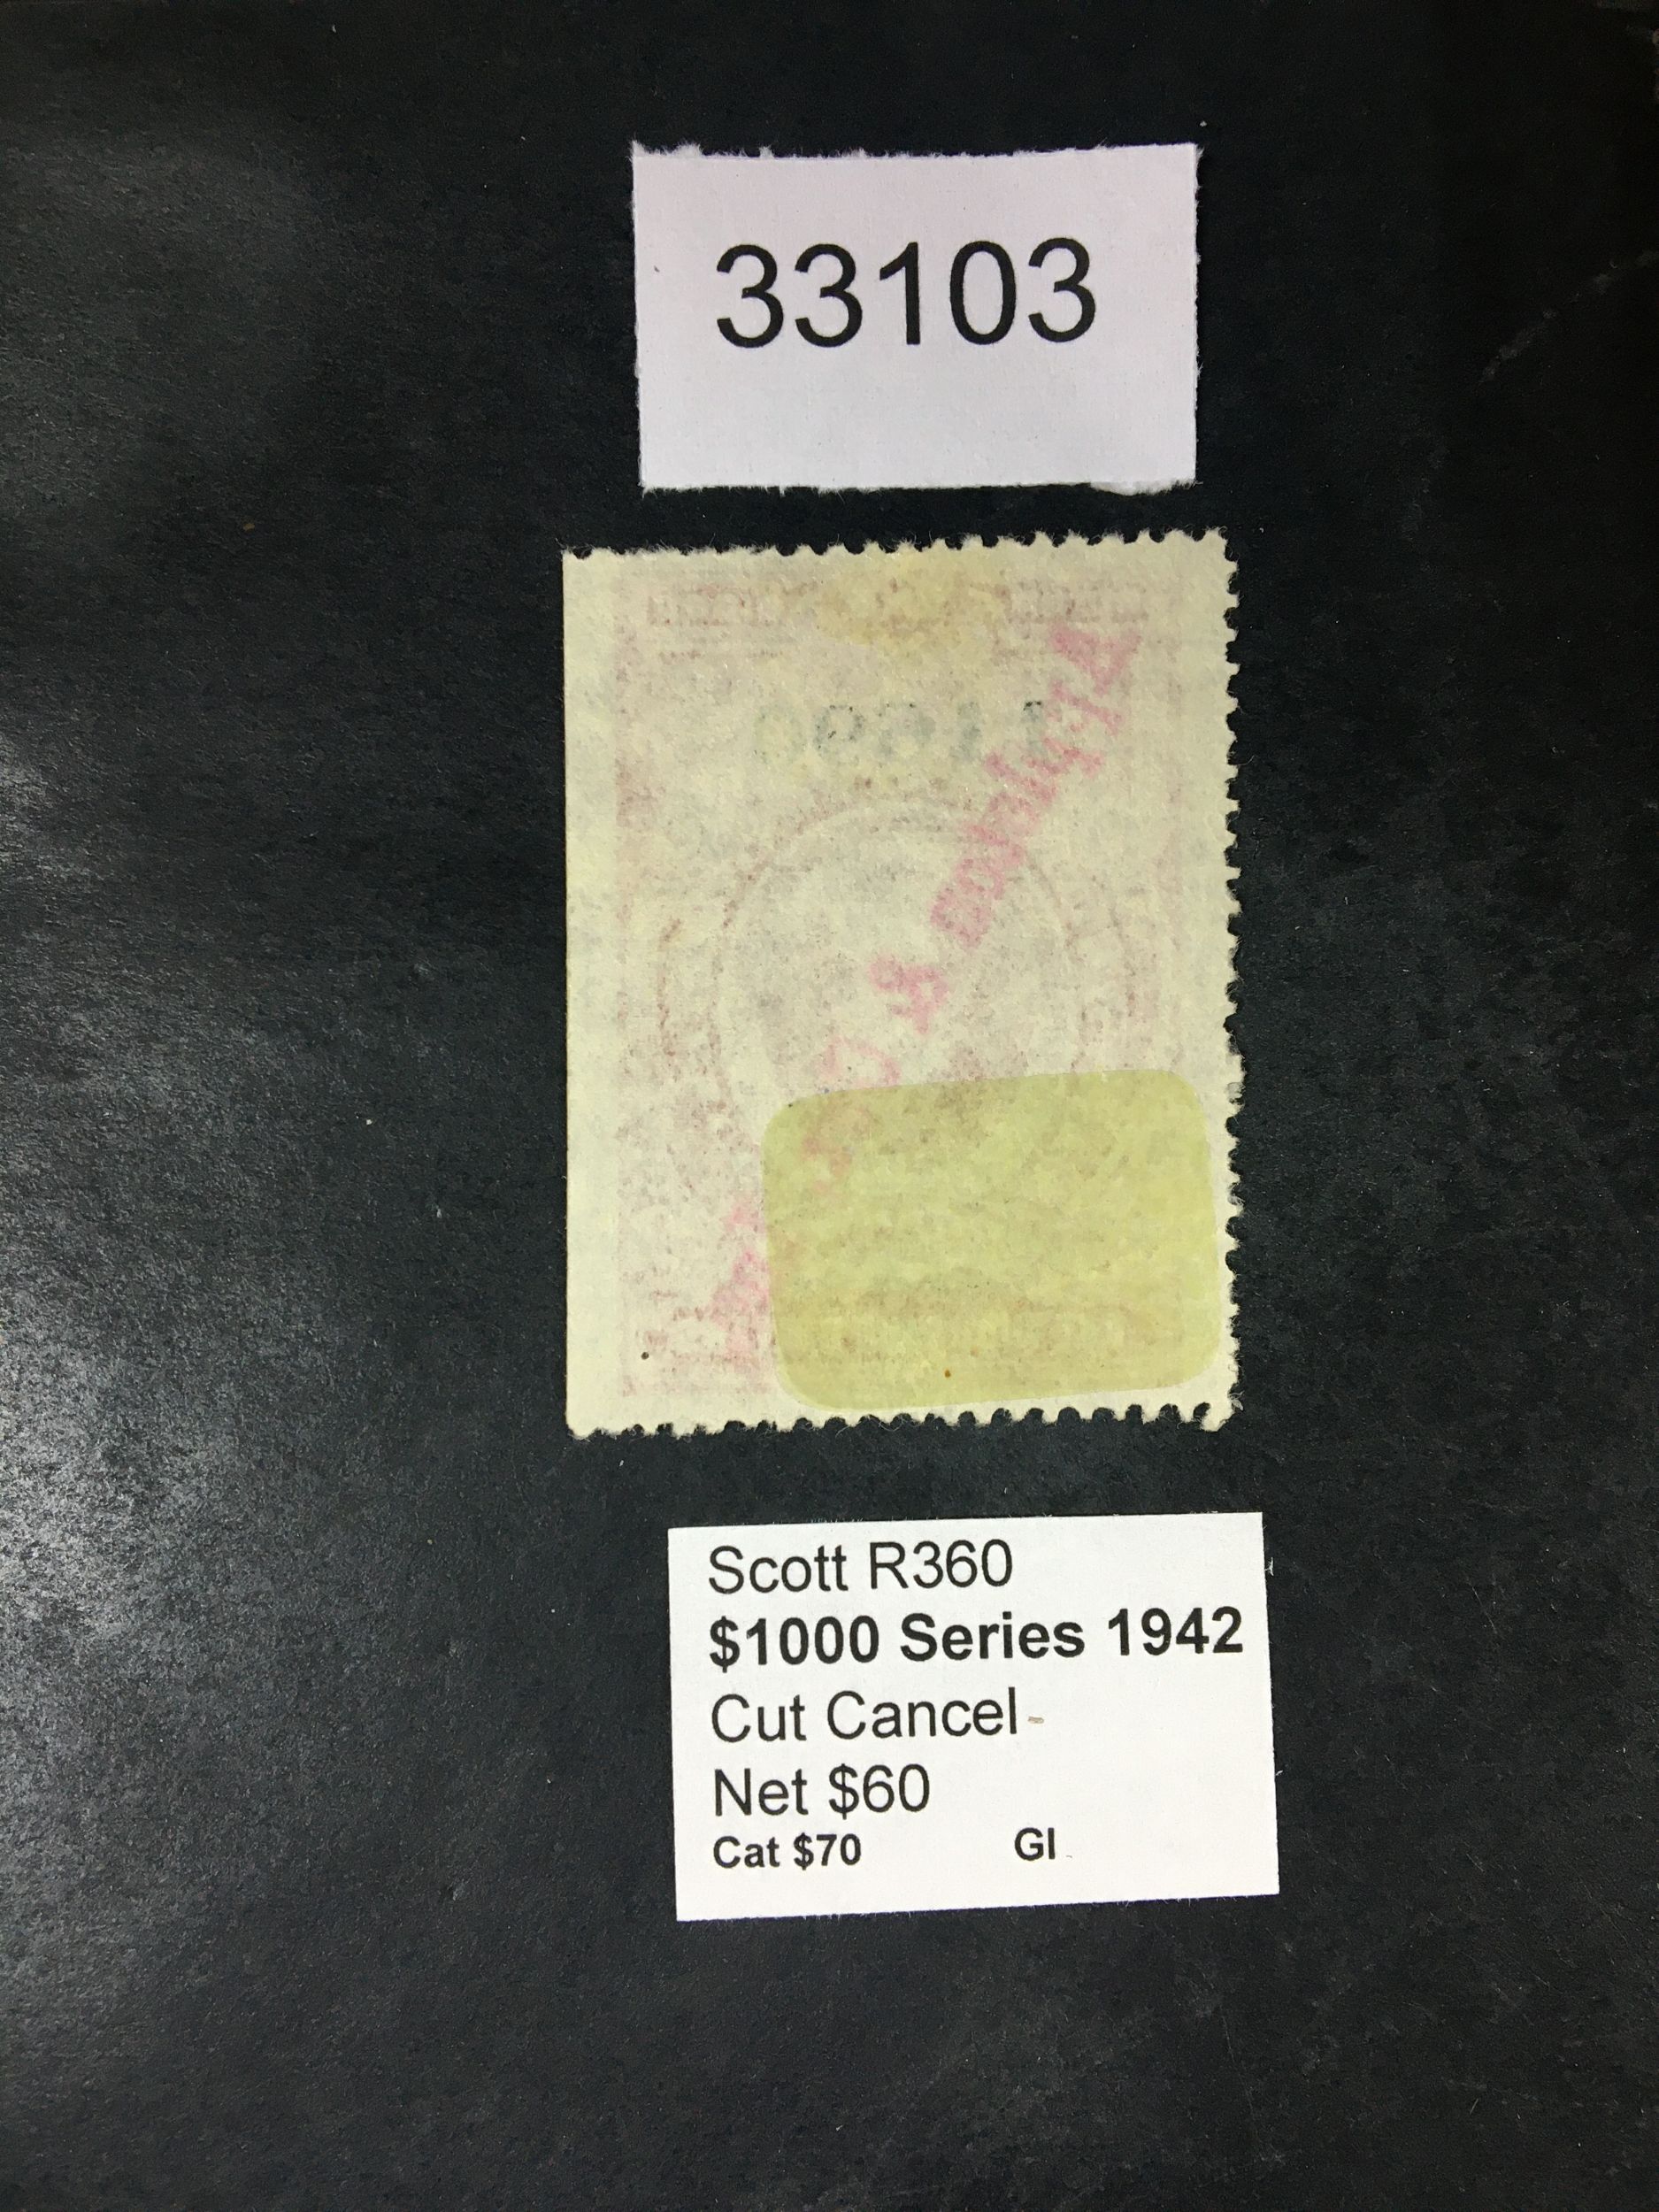 33103
Scott R360
$1000 Series 1942
Cut Cancel
Net $60
Cat $70 GI